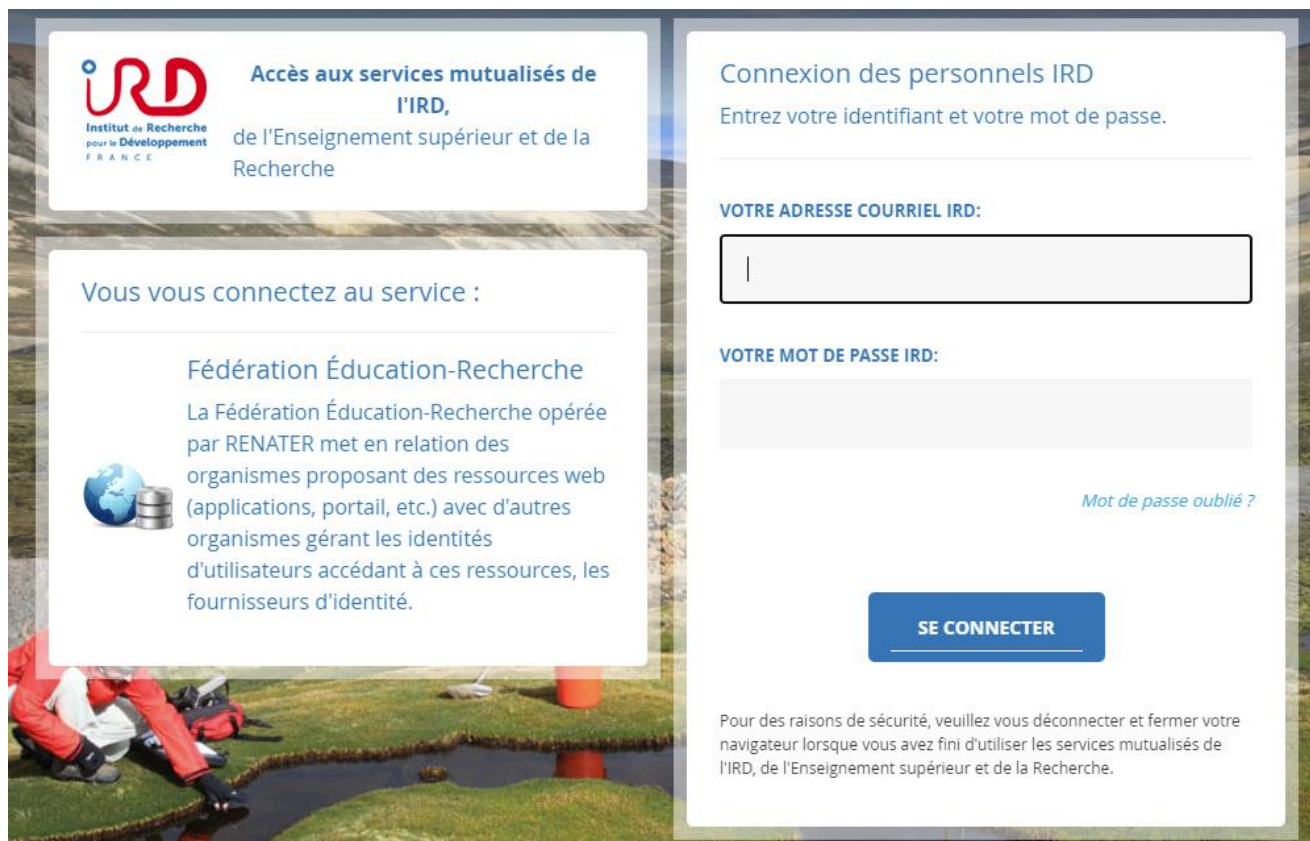 iRD
Institut de Recherche
pour le Développement
FRANCE
Accès aux services mutualisés de
l'IRD,
de l'Enseignement supérieur et de la
Recherche
Vous vous connectez au service :
Fédération Éducation-Recherche
La Fédération Éducation-Recherche opérée
par RENATER met en relation des
organismes proposant des ressources web
(applications, portail, etc.) avec d'autres
organismes gérant les identités
d'utilisateurs accédant à ces ressources, les
fournisseurs d'identité.
Connexion des personnels IRD
Entrez votre identifiant et votre mot de passe.
VOTRE ADRESSE COURRIEL IRD:
VOTRE MOT DE PASSE IRD:
Mot de passe oublié ?
SE CONNECTER
Pour des raisons de sécurité, veuillez vous déconnecter et fermer votre
navigateur lorsque vous avez fini d'utiliser les services mutualisés de
l'IRD, de l'Enseignement supérieur et de la Recherche.